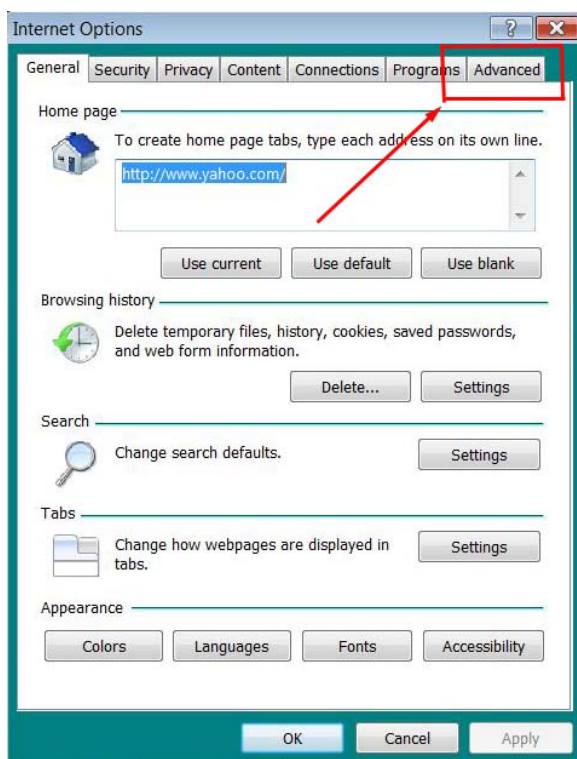 Internet Options
General Security Privacy Content Connections Programs Advanced
Home page
To create home page tabs, type each address on its own line.
http://www.yahoo.com/
Use current Use default Use blank
Browsing history
Delete temporary files, history, cookies, saved passwords,
and web form information.
Delete... Settings
Search
Change search defaults. Settings
Tabs
Change how webpages are displayed in
tabs.
Settings
Appearance
Colors Languages Fonts Accessibility
OK Cancel Apply